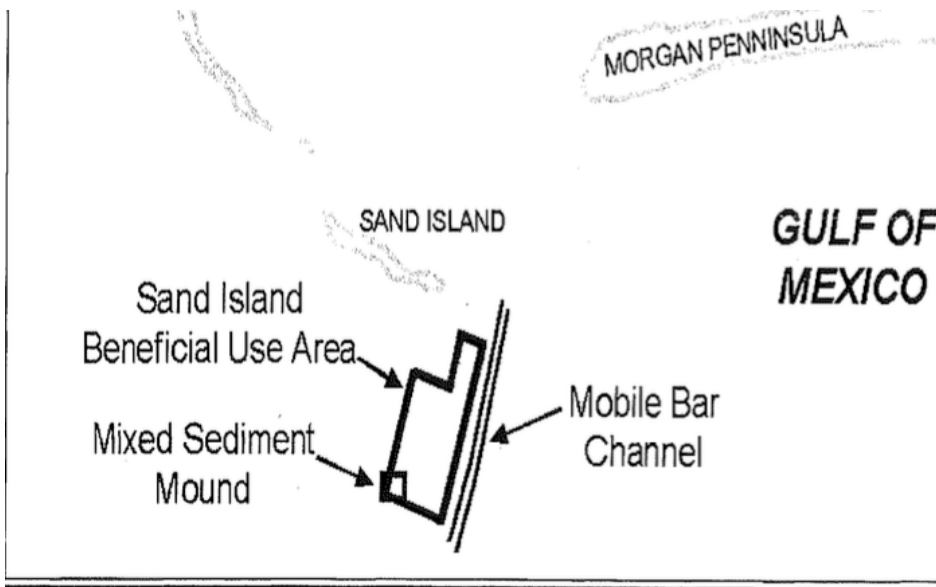 MORGAN PENNINSULA
SAND ISLAND
GULF OF
MEXICO
Sand Island
Beneficial Use Area
Mixed Sediment
Mound
Mobile Bar
Channel